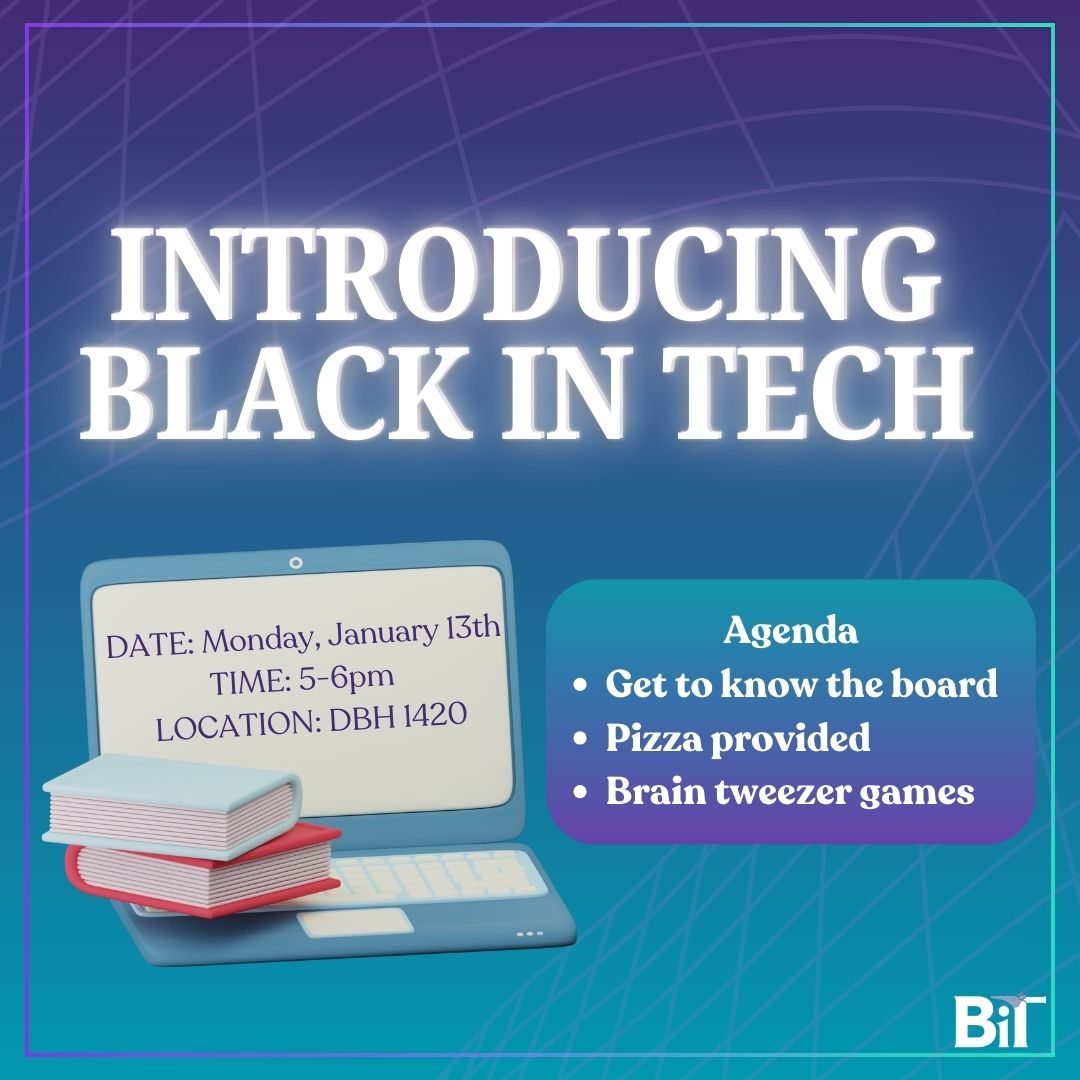 INTRODUCING
BLACK IN TECH
DATE: Monday, January 13th
TIME: 5-6pm
LOCATION: DBH 1420
Agenda
• Get to know the board
• Pizza provided
• Brain tweezer games
BiT